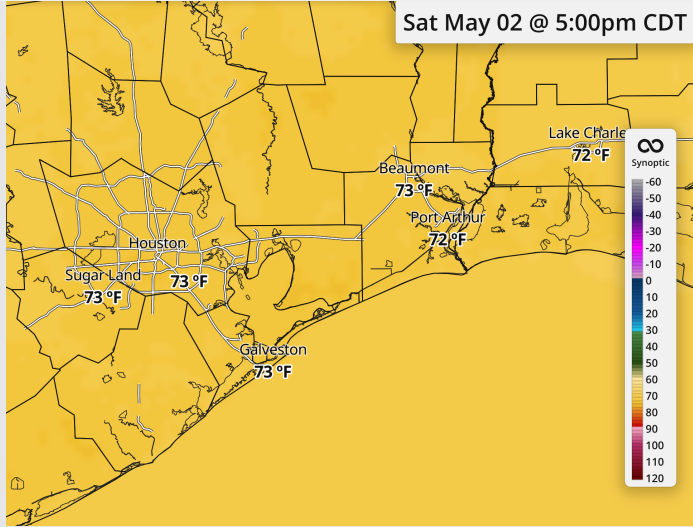 Sat May 02 @ 5:00pm CDT
Lake Charle
72 °F
Beaumont
73 °F
Port Arthur
72 °F
Houston
73 °F
Sugar Land
73 °F
Galveston
73 °F
Synoptic
-60
-50
-40
-30
-20
-10
0
10
20
30
40
50
60
70
80
90
100
110
120